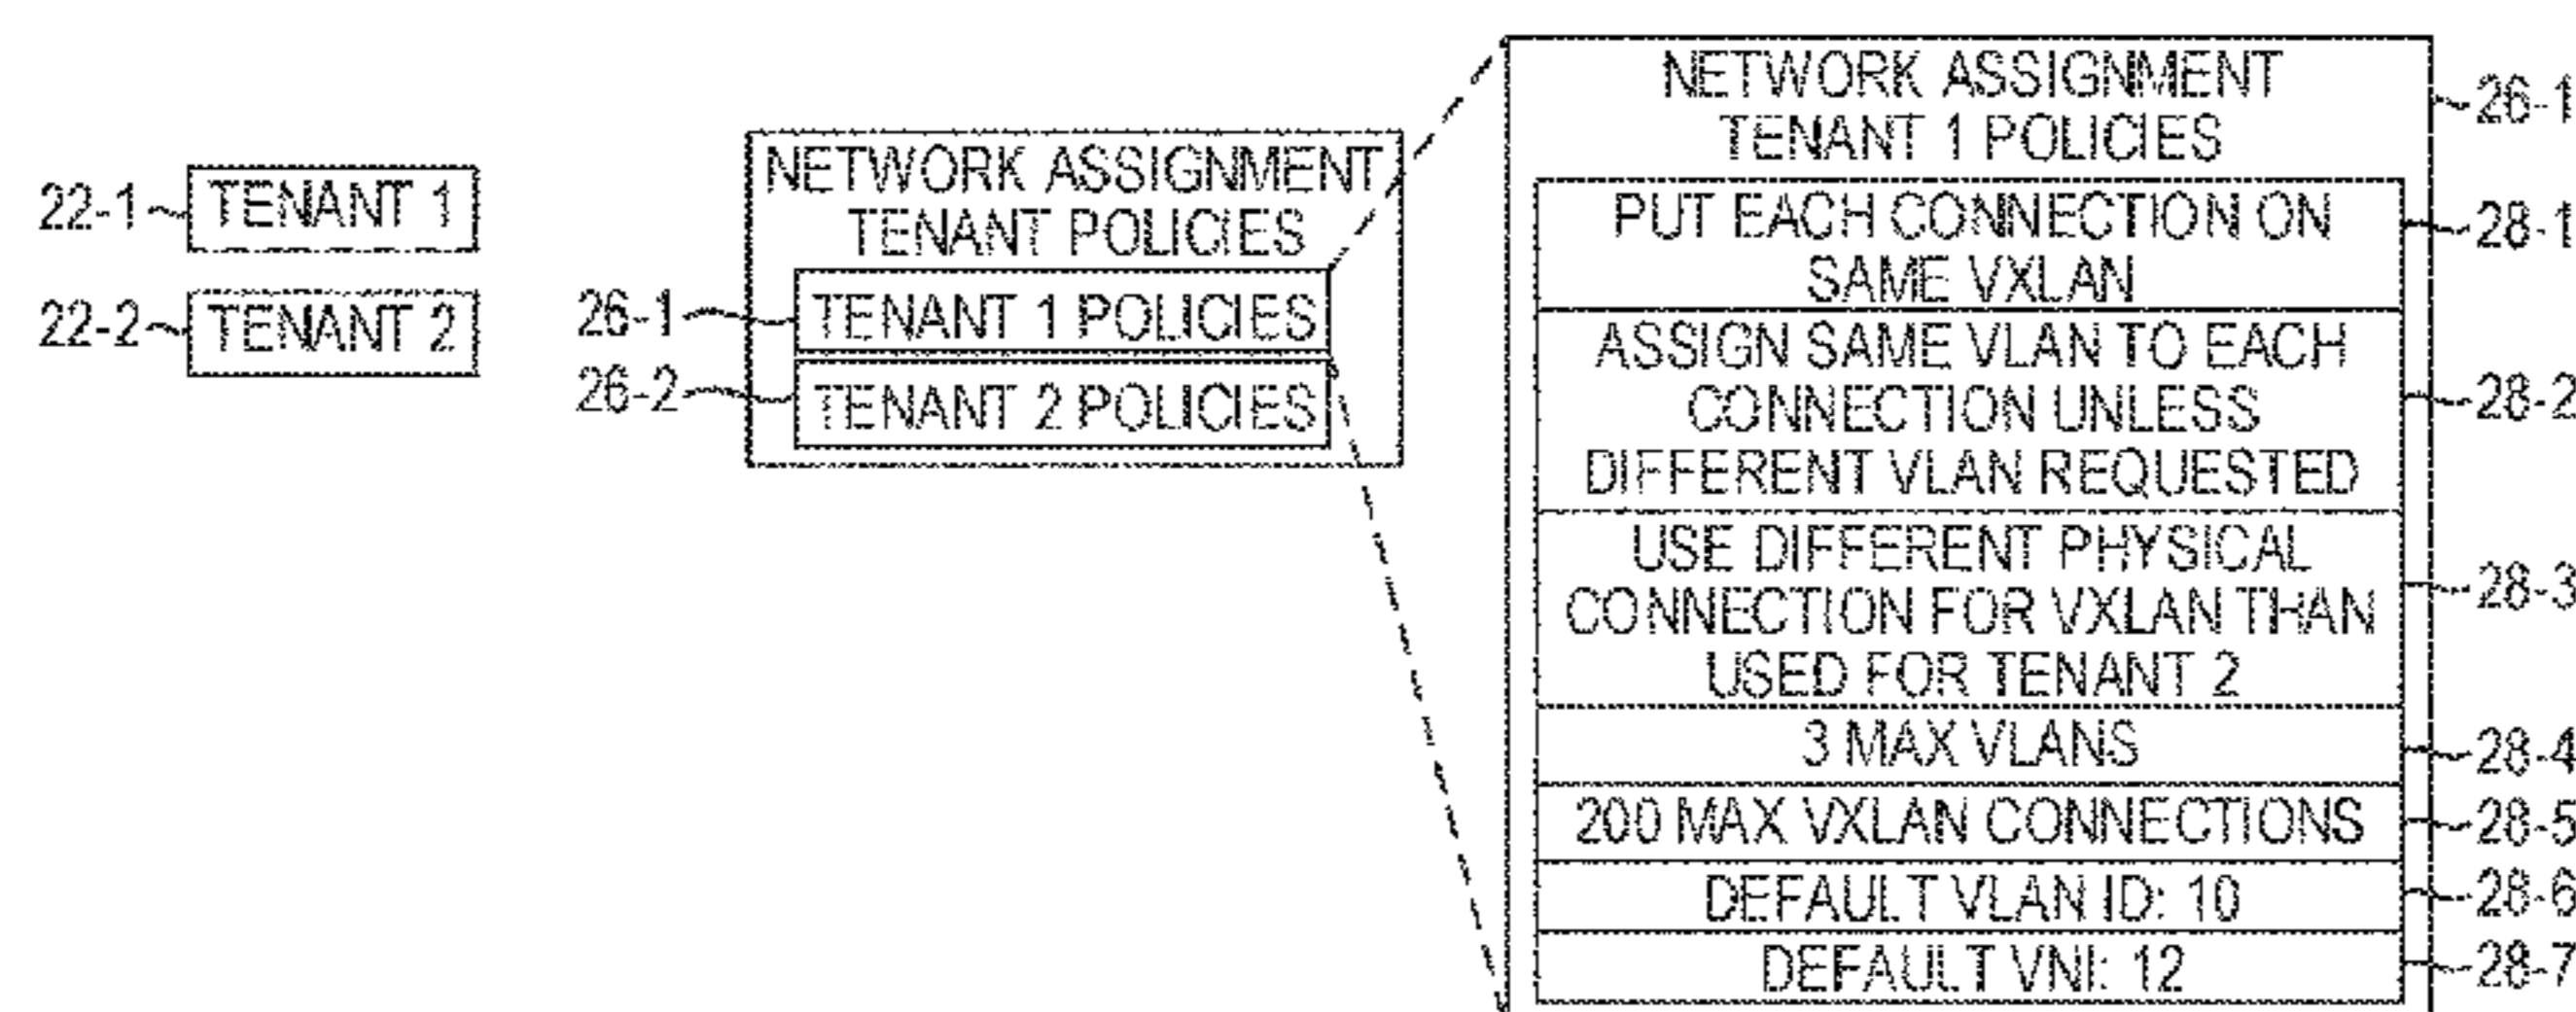 22-1 TENANT 1
22-2 TENANT 2
NETWORK ASSIGNMENT
TENANT POLICIES
26-1 TENANT 1 POLICIES
26-2 TENANT 2 POLICIES
NETWORK ASSIGNMENT
TENANT 1 POLICIES
26-1
PUT EACH CONNECTION ON
SAME VXLAN
28-1
ASSIGN SAME VLAN TO EACH
CONNECTION UNLESS
DIFFERENT VLAN REQUESTED
28-2
USE DIFFERENT PHYSICAL
CONNECTION FOR VXLAN THAN
USED FOR TENANT 2
28-3
3 MAX VLANS 28-4
200 MAX VXLAN CONNECTIONS 28-5
DEFAULT VLAN ID: 10 28-6
DEFAULT VNI: 12 28-7